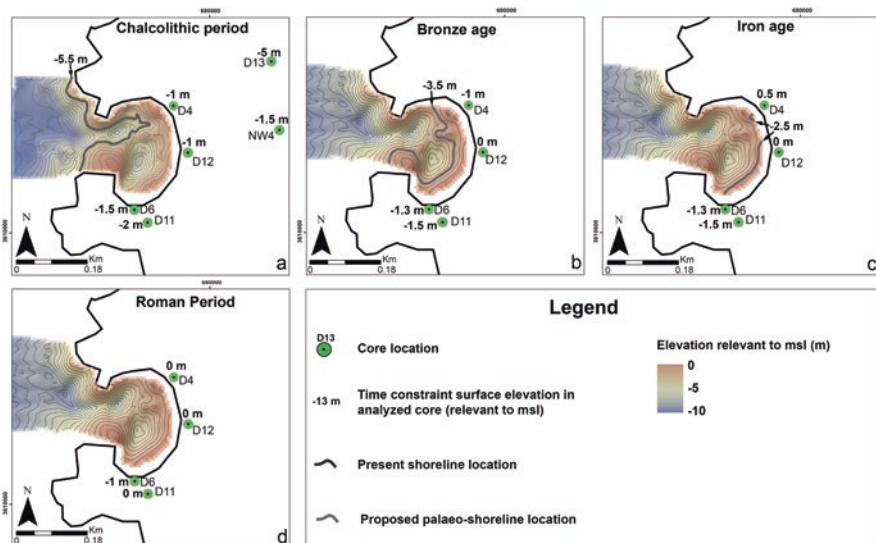 680000
Chalcolithic period
-5.5 m
-5 m
D13
-1 m
D4
-1.5 m
NW4
-1 m
D12
-1.5 m
D6
-2 m
D11
3610000
N
Km
0
0.18
a
680000
Bronze age
-3.5 m
-1 m
D4
0 m
D12
-1.3 m
D6
-1.5 m
D11
N
Km
0
0.18
b
680000
Iron age
0.5 m
D4
-2.5 m
0 m
D12
-1.3 m
D6
-1.5 m
D11
N
Km
0
0.18
c
680000
Roman Period
0 m
D4
0 m
D12
-1 m
D6
0 m
D11
3610000
N
Km
0
0.18
d
Legend
D13
Core location
-13 m
Time constraint surface elevation in
analyzed core (relevant to msl)
Present shoreline location
Proposed palaeo-shoreline location
Elevation relevant to msl (m)
0
-5
-10